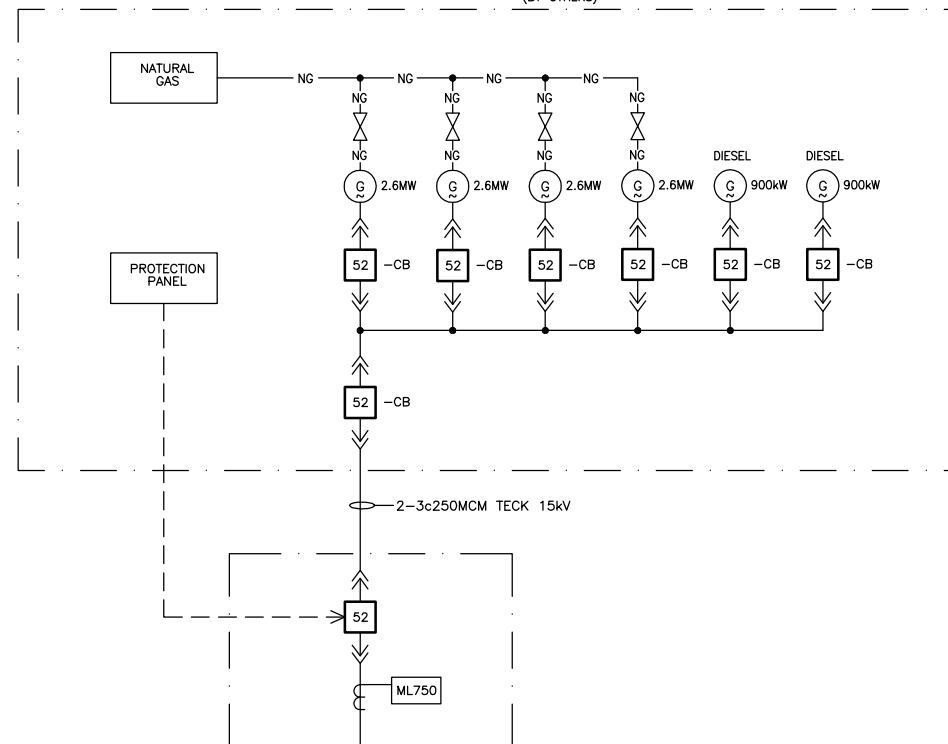 (BY OTHERS)
NATURAL
GAS
NG NG NG NG
NG NG NG NG
NG NG NG NG
DIESEL DIESEL
G 2.6MW G 2.6MW G 2.6MW G 2.6MW G 900kW G 900kW
PROTECTION
PANEL
52 -CB 52 -CB 52 -CB 52 -CB 52 -CB 52 -CB
52 -CB
2-3c250MCM TECK 15kV
52
ML750